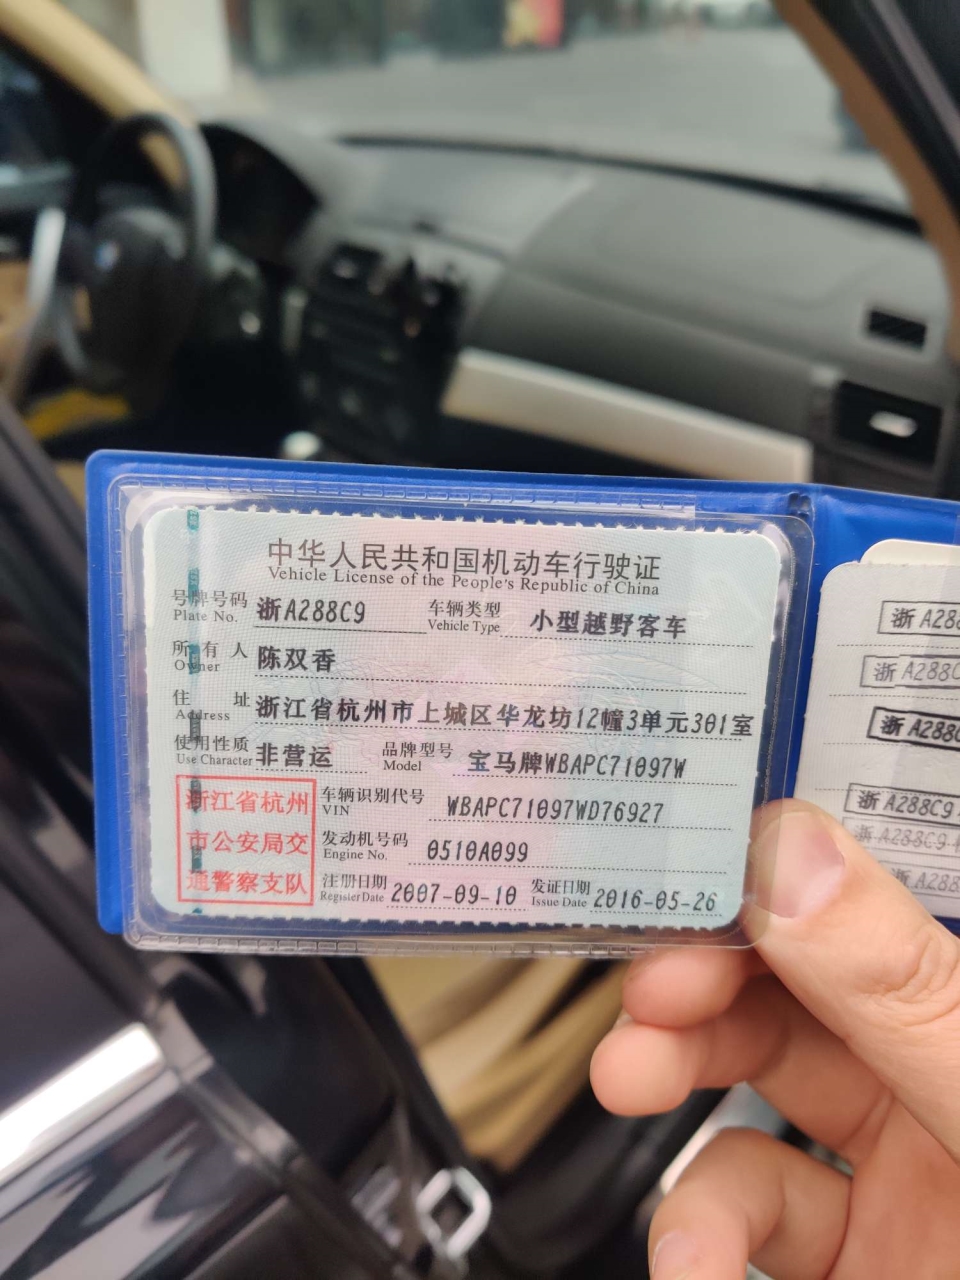 中华人民共和国机动车行驶证
Vehicle License of the People's Republic of China
号牌号码 浙A288C9 车辆类型 小型越野客车
Plate No. Vehicle Type
所有人 陈双香
Owner
住址 浙江省杭州市上城区华龙坊12幢3单元301室
Address
使用性质 非营运 品牌型号 宝马牌WBAPC71097W
Use Character Model
浙江省杭州
市公安局交
通警察支队
车辆识别代号 WBAPC71097WD76927
VIN
发动机号码 0510A099
Engine No.
注册日期 2007-09-10 发证日期 2016-05-26
Register Date Issue Date
浙A288
浙A288C
浙A288C
浙A288C9
浙A288C9
浙A288